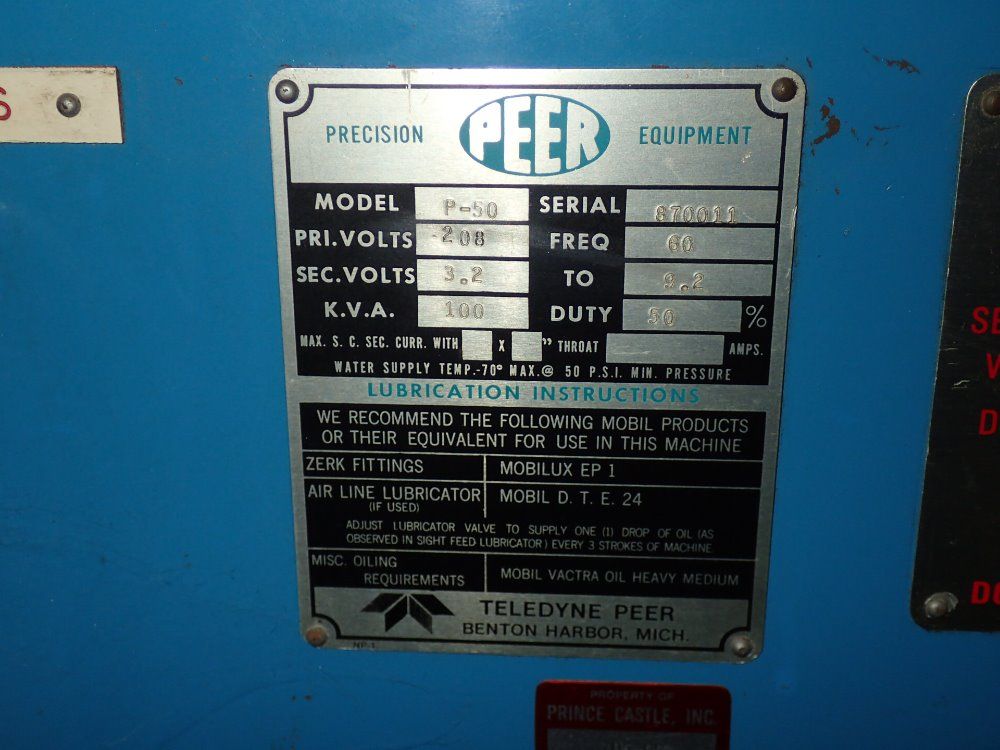 S
PRECISION PEER EQUIPMENT
MODEL P-50 SERIAL 870011
PRI.VOLTS 208 FREQ 60
SEC.VOLTS 3.2 TO 9.2
K.V.A. 100 DUTY 50 %
MAX. S. C. SEC. CURR. WITH X " THROAT AMPS.
WATER SUPPLY TEMP.-70° MAX.@ 50 P.S.I. MIN. PRESSURE
LUBRICATION INSTRUCTIONS
WE RECOMMEND THE FOLLOWING MOBIL PRODUCTS
OR THEIR EQUIVALENT FOR USE IN THIS MACHINE
ZERK FITTINGS MOBILUX EP 1
AIR LINE LUBRICATOR MOBIL D. T. E. 24
(IF USED)
ADJUST LUBRICATOR VALVE TO SUPPLY ONE (1) DROP OF OIL (AS
OBSERVED IN SIGHT FEED LUBRICATOR) EVERY 3 STROKES OF MACHINE
MISC. OILING
REQUIREMENTS MOBIL VACTRA OIL HEAVY MEDIUM
TELEDYNE PEER
BENTON HARBOR, MICH.
NP-1
PROPERTY OF
PRINCE CASTLE, INC.
SE
V
D
DO